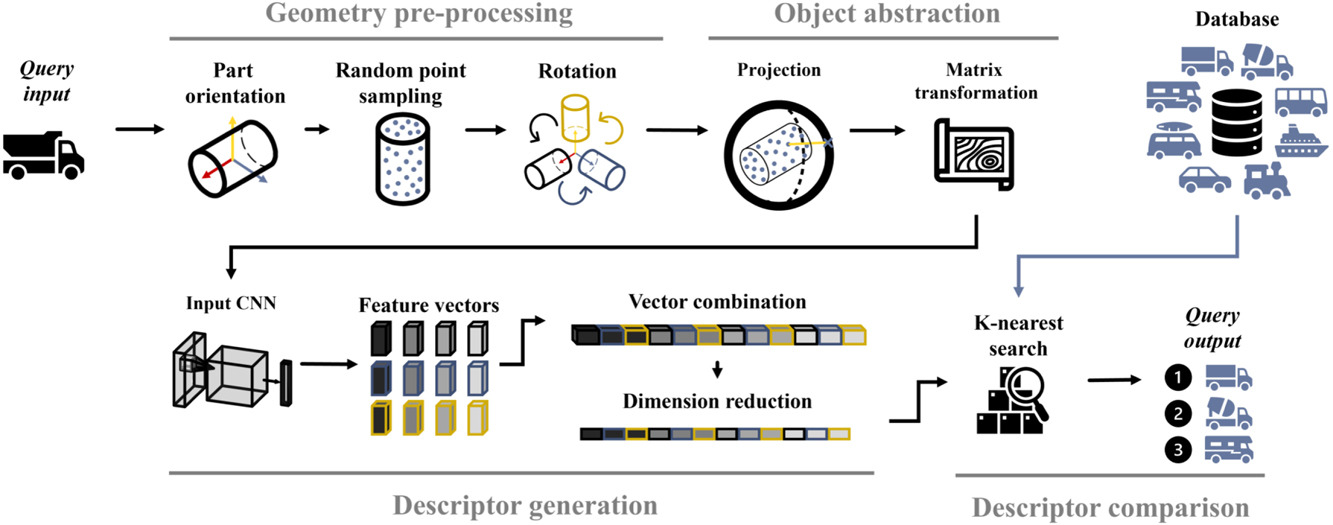 Geometry pre-processing
Object abstraction
Database
Query
input
Part
orientation
Random point
sampling
Rotation
Projection
Matrix
transformation
Input CNN
Feature vectors
Vector combination
Dimension reduction
K-nearest
search
Query
output
1
2
3
Descriptor generation
Descriptor comparison